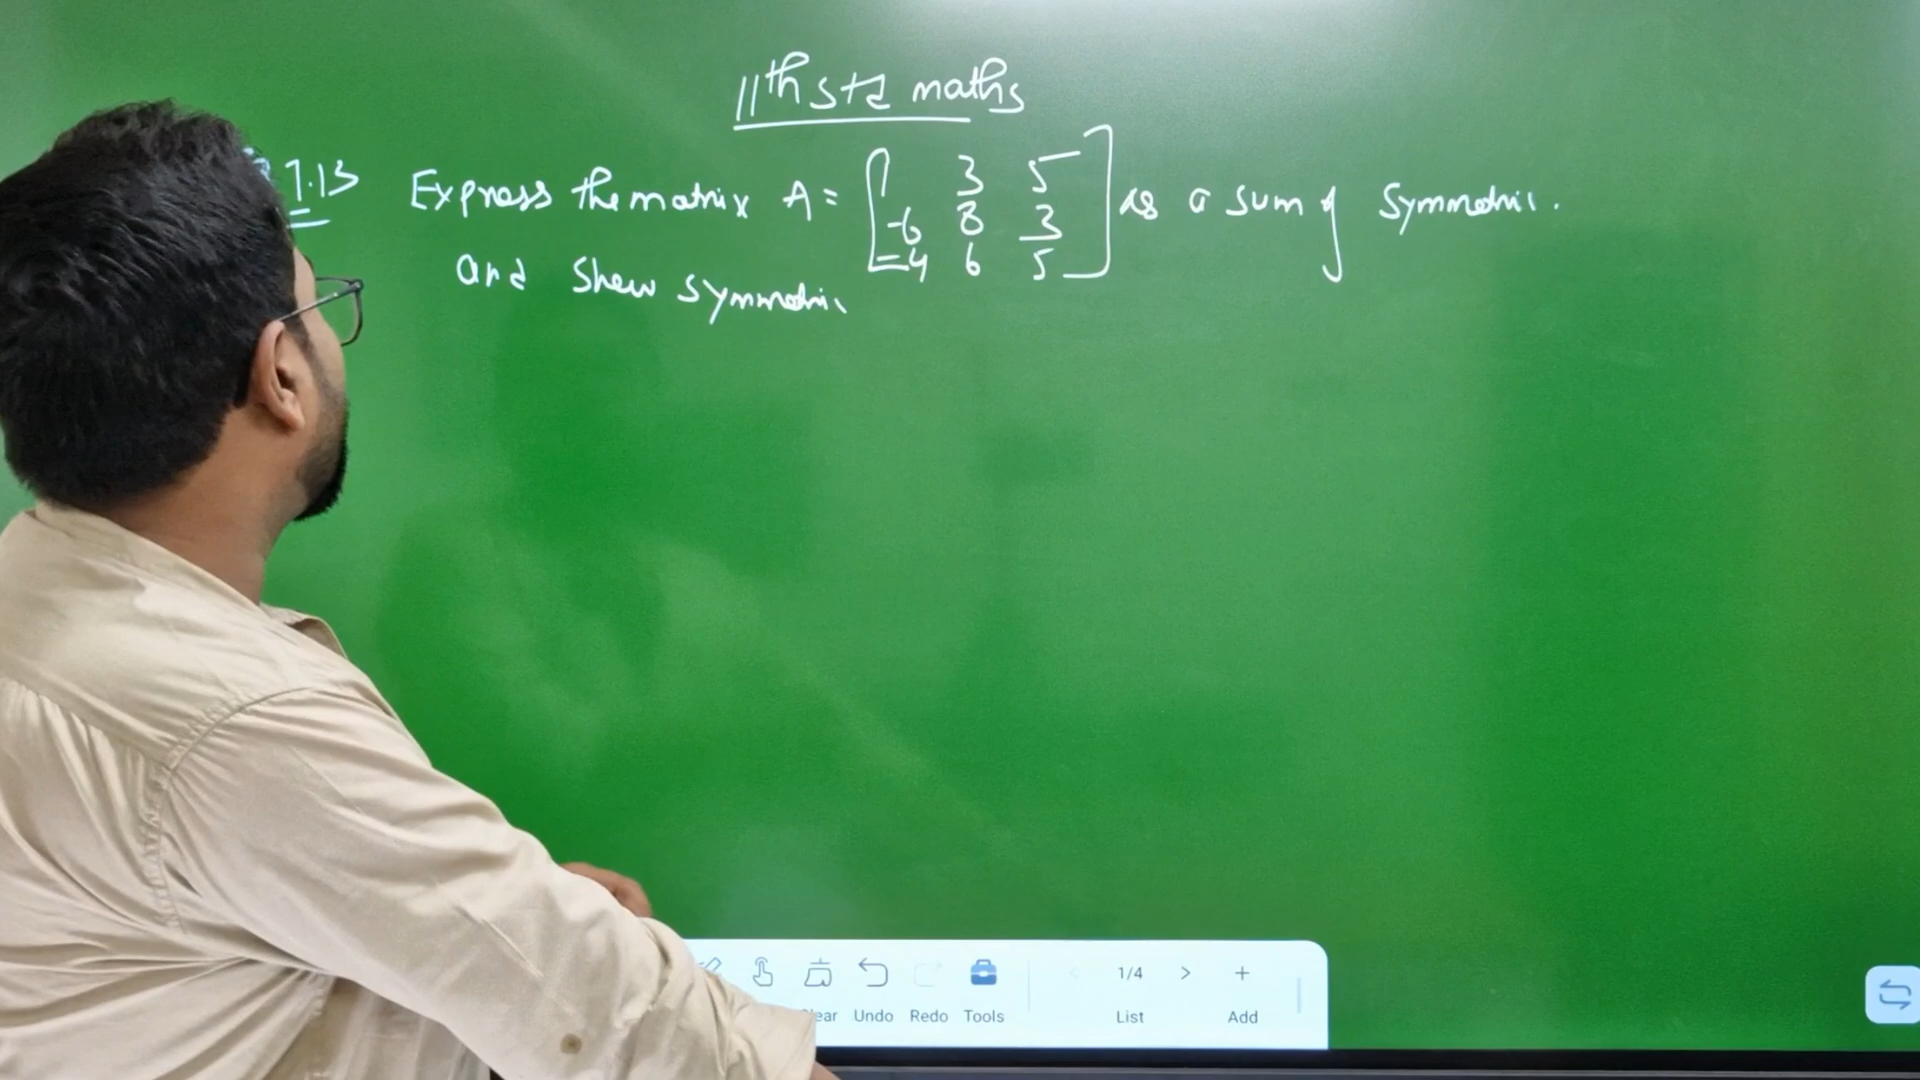 11th std maths
7.13 Express the matrix A = [1 3 5
-6 8 3
-4 6 5] as a sum of Symmetric.
and skew symmetric
Clear Undo Redo Tools 1/4 List Add